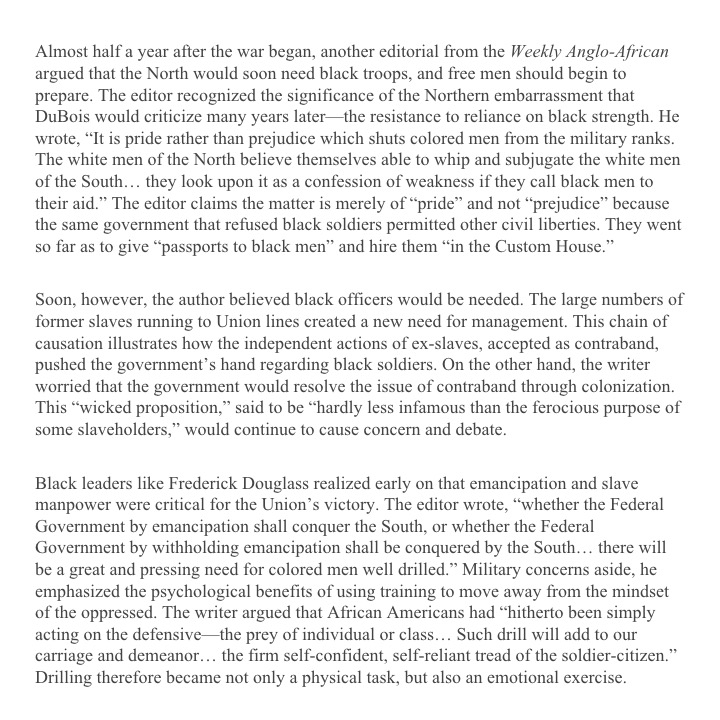 Almost half a year after the war began, another editorial from the Weekly Anglo-African
argued that the North would soon need black troops, and free men should begin to
prepare. The editor recognized the significance of the Northern embarrassment that
DuBois would criticize many years later—the resistance to reliance on black strength. He
wrote, “It is pride rather than prejudice which shuts colored men from the military ranks.
The white men of the North believe themselves able to whip and subjugate the white men
of the South… they look upon it as a confession of weakness if they call black men to
their aid.” The editor claims the matter is merely of “pride” and not “prejudice” because
the same government that refused black soldiers permitted other civil liberties. They went
so far as to give “passports to black men” and hire them “in the Custom House.”
Soon, however, the author believed black officers would be needed. The large numbers of
former slaves running to Union lines created a new need for management. This chain of
causation illustrates how the independent actions of ex-slaves, accepted as contraband,
pushed the government’s hand regarding black soldiers. On the other hand, the writer
worried that the government would resolve the issue of contraband through colonization.
This “wicked proposition,” said to be “hardly less infamous than the ferocious purpose of
some slaveholders,” would continue to cause concern and debate.
Black leaders like Frederick Douglass realized early on that emancipation and slave
manpower were critical for the Union’s victory. The editor wrote, “whether the Federal
Government by emancipation shall conquer the South, or whether the Federal
Government by withholding emancipation shall be conquered by the South… there will
be a great and pressing need for colored men well drilled.” Military concerns aside, he
emphasized the psychological benefits of using training to move away from the mindset
of the oppressed. The writer argued that African Americans had “hitherto been simply
acting on the defensive—the prey of individual or class… Such drill will add to our
carriage and demeanor… the firm self-confident, self-reliant tread of the soldier-citizen.”
Drilling therefore became not only a physical task, but also an emotional exercise.